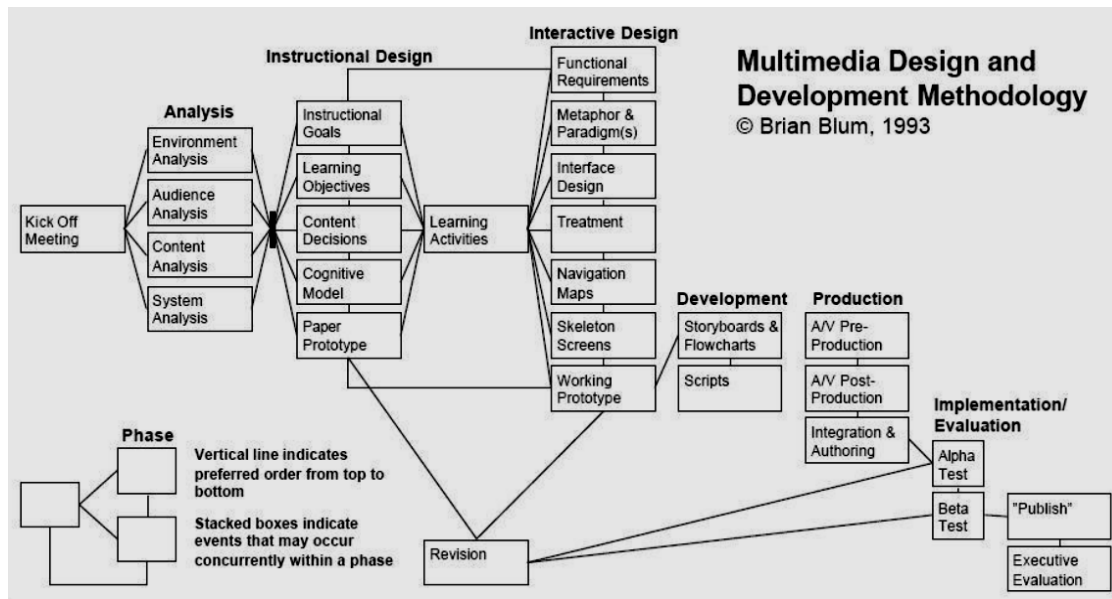 Multimedia Design and
Development Methodology
© Brian Blum, 1993
Kick Off
Meeting
Analysis
Environment
Analysis
Audience
Analysis
Content
Analysis
System
Analysis
Instructional Design
Instructional
Goals
Learning
Objectives
Content
Decisions
Cognitive
Model
Paper
Prototype
Learning
Activities
Interactive Design
Functional
Requirements
Metaphor &
Paradigm(s)
Interface
Design
Treatment
Navigation
Maps
Skeleton
Screens
Working
Prototype
Development
Storyboards &
Flowcharts
Scripts
Production
A/V Pre-
Production
A/V Post-
Production
Integration &
Authoring
Implementation/
Evaluation
Alpha
Test
Beta
Test
"Publish"
Executive
Evaluation
Revision
Phase
Vertical line indicates
preferred order from top to
bottom
Stacked boxes indicate
events that may occur
concurrently within a phase